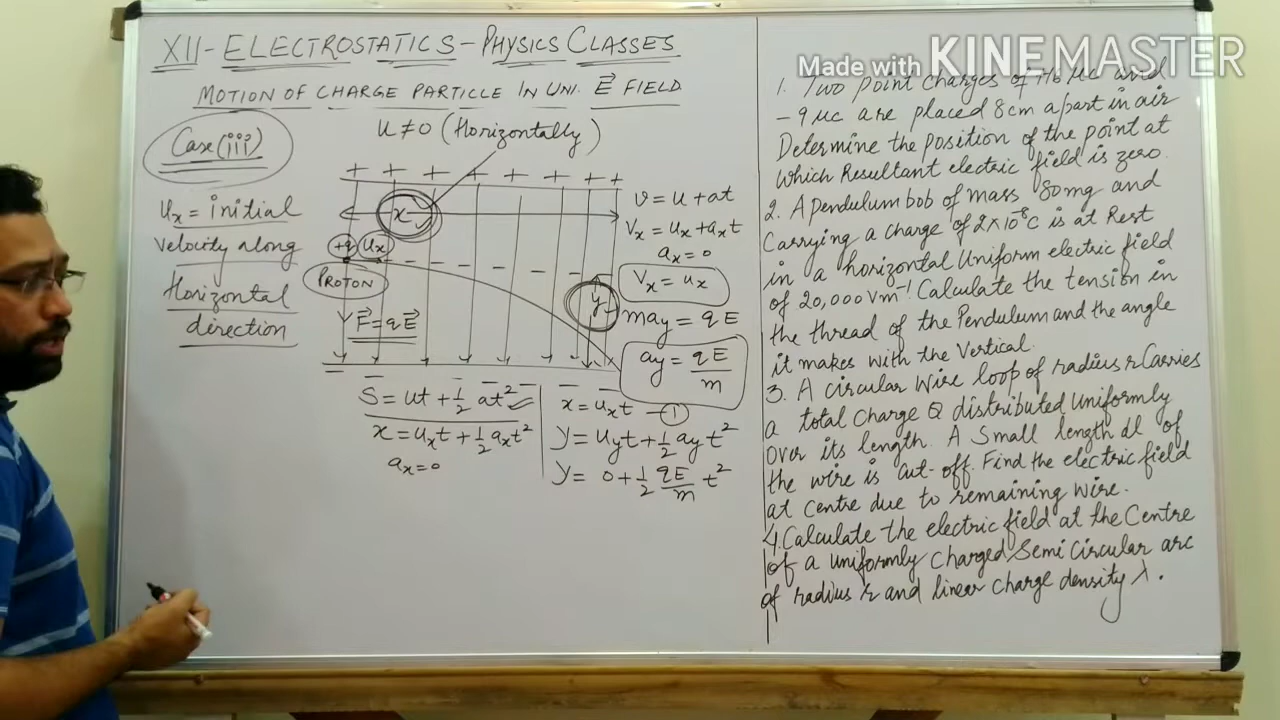 Made with KINEMASTER
XII - ELECTROSTATICS - PHYSICS CLASSES
MOTION OF CHARGE PARTICLE IN UNI. E⃗ FIELD
Case (iii)
U ≠ 0 (Horizontally)
+ + + + + + + +
Ux = initial
Velocity along
Horizontal
direction
x
+q Ux
PROTON
F⃗ = qE⃗
y
v = u + at
Vx = ux + axt
ax = 0
Vx = ux
may = qE
ay = qE/m
S = ut + 1/2 at²
x = uxt + 1/2 axt²
ax = 0
x = uxt — ①
y = uyt + 1/2 ayt²
y = 0 + 1/2 qE/m t²
1. Two point charges of +16 μc and
- 9 μc are placed 8cm apart in air
Determine the position of the point at
which Resultant electric field is zero.
2. A pendulum bob of mass 80mg and
Carrying a charge of 2×10⁻⁸C is at Rest
in a horizontal Uniform electric field
of 20,000 Vm⁻¹. Calculate the tension in
the thread of the Pendulum and the angle
it makes with the Vertical.
3. A circular Wire loop of radius r Carries
a total charge Q distributed Uniformly
over its length. A Small length dl of
the wire is cut-off. Find the electric field
at centre due to remaining wire.
4. Calculate the electric field at the Centre
of a uniformly Charged Semi Circular arc
of radius r and linear charge density λ.